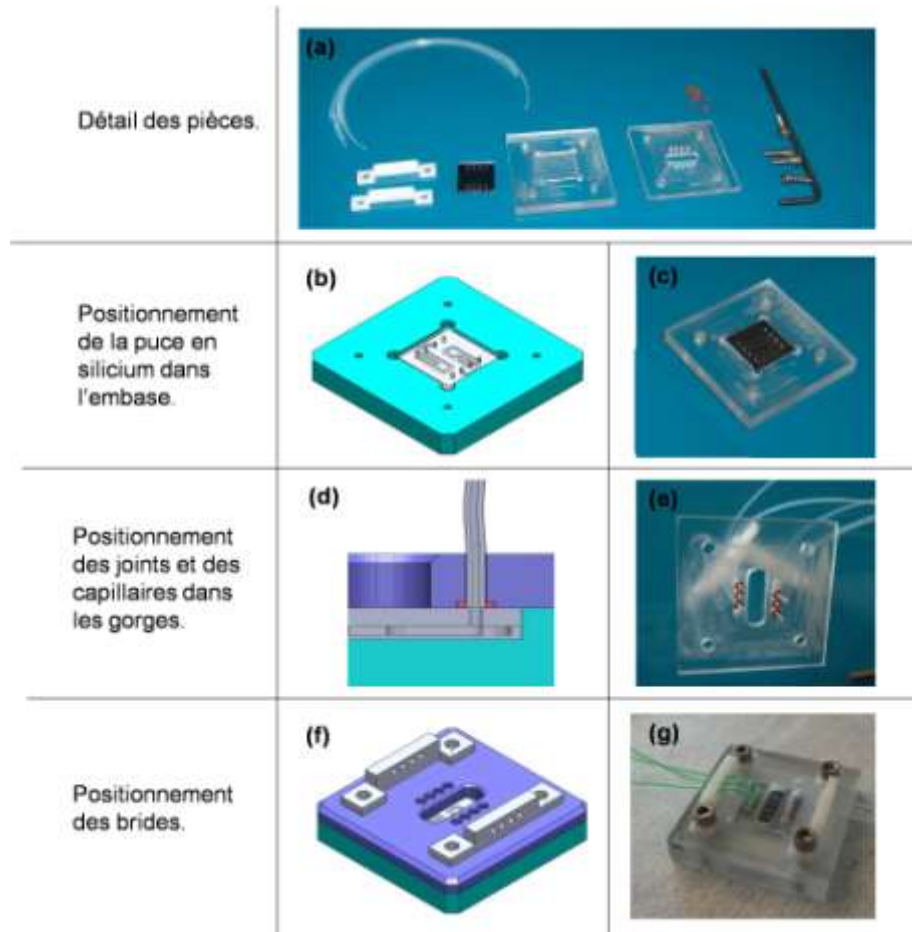 (a)
Détail des pièces.
(b)
(c)
Positionnement
de la puce en
silicium dans
l'embase.
(d)
(e)
Positionnement
des joints et des
capillaires dans
les gorges.
(f)
(g)
Positionnement
des brides.